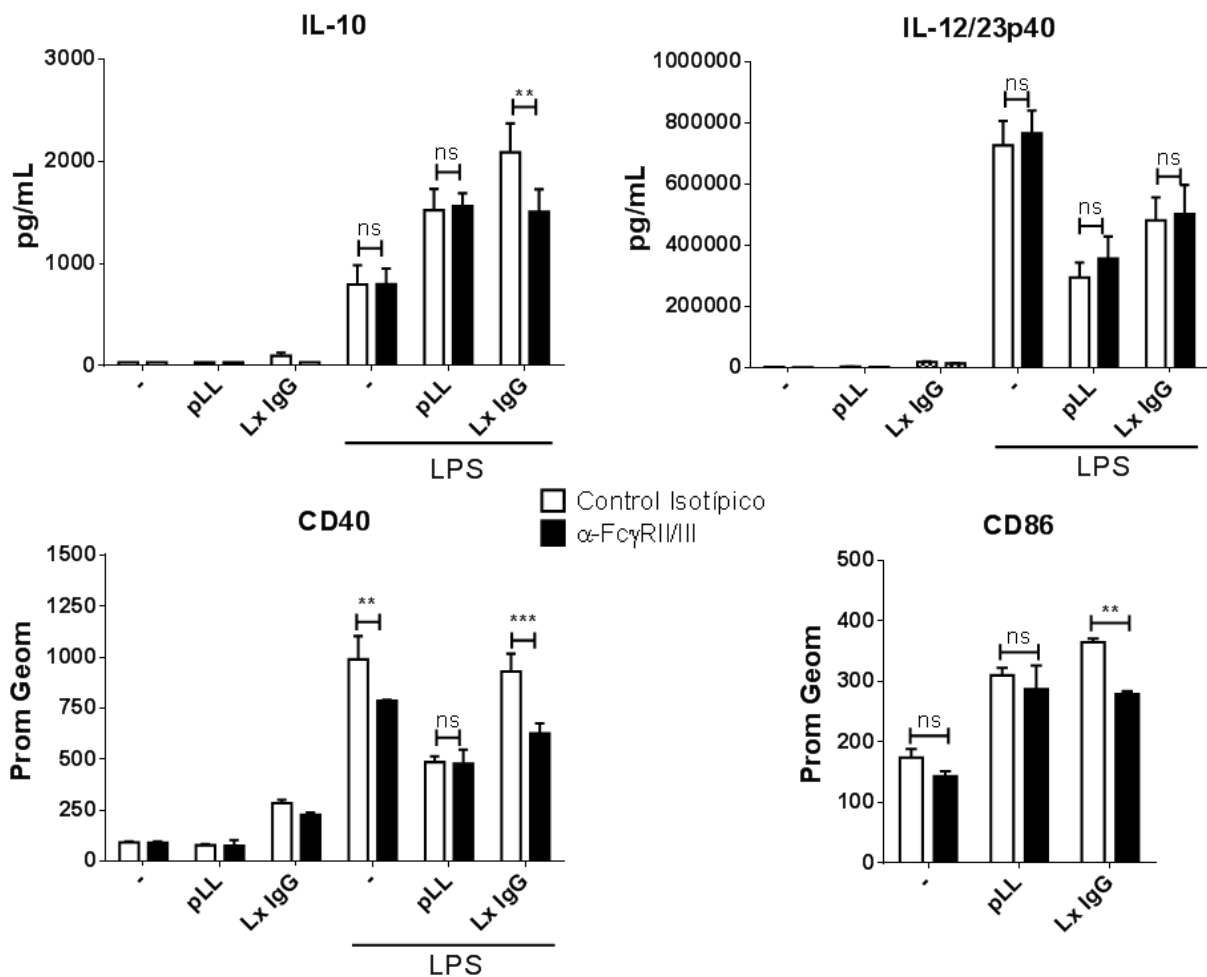 IL-10
3000
2000
1000
0
pg/mL
**
ns
ns
-
pLL
Lx IgG
-
pLL
Lx IgG
LPS
IL-12/23p40
1000000
800000
600000
400000
200000
0
pg/mL
ns
ns
ns
-
pLL
Lx IgG
-
pLL
Lx IgG
LPS
Control Isotípico
α-FcγRII/III
CD40
1500
1250
1000
750
500
250
0
Prom Geom
**
***
ns
-
pLL
Lx IgG
-
pLL
Lx IgG
LPS
CD86
500
400
300
200
100
0
Prom Geom
**
ns
ns
-
pLL
Lx IgG